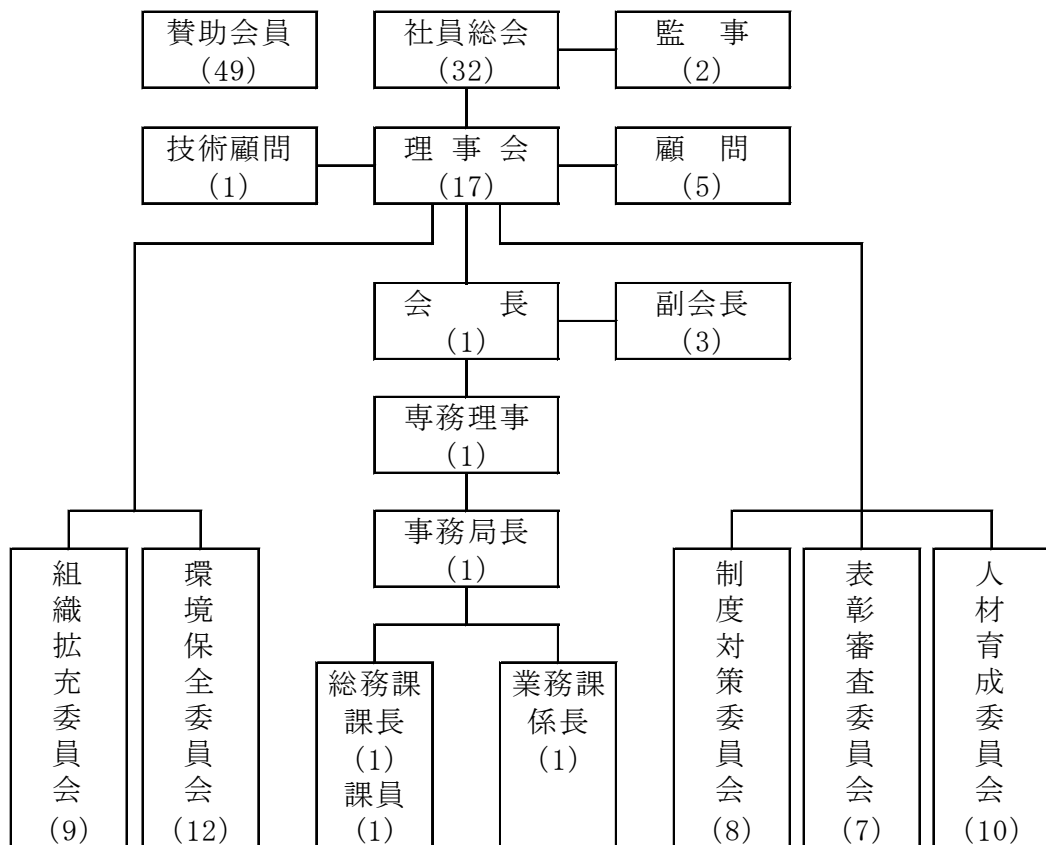 賛助会員
(49)
社員総会
(32)
監　事
(2)
技術顧問
(1)
理 事 会
(17)
顧　問
(5)
会　　長
(1)
副会長
(3)
専務理事
(1)
事務局長
(1)
組織拡充委員会
(9)
環境保全委員会
(12)
総務課
課長
(1)
課員
(1)
業務課
係長
(1)
制度対策委員会
(8)
表彰審査委員会
(7)
人材育成委員会
(10)